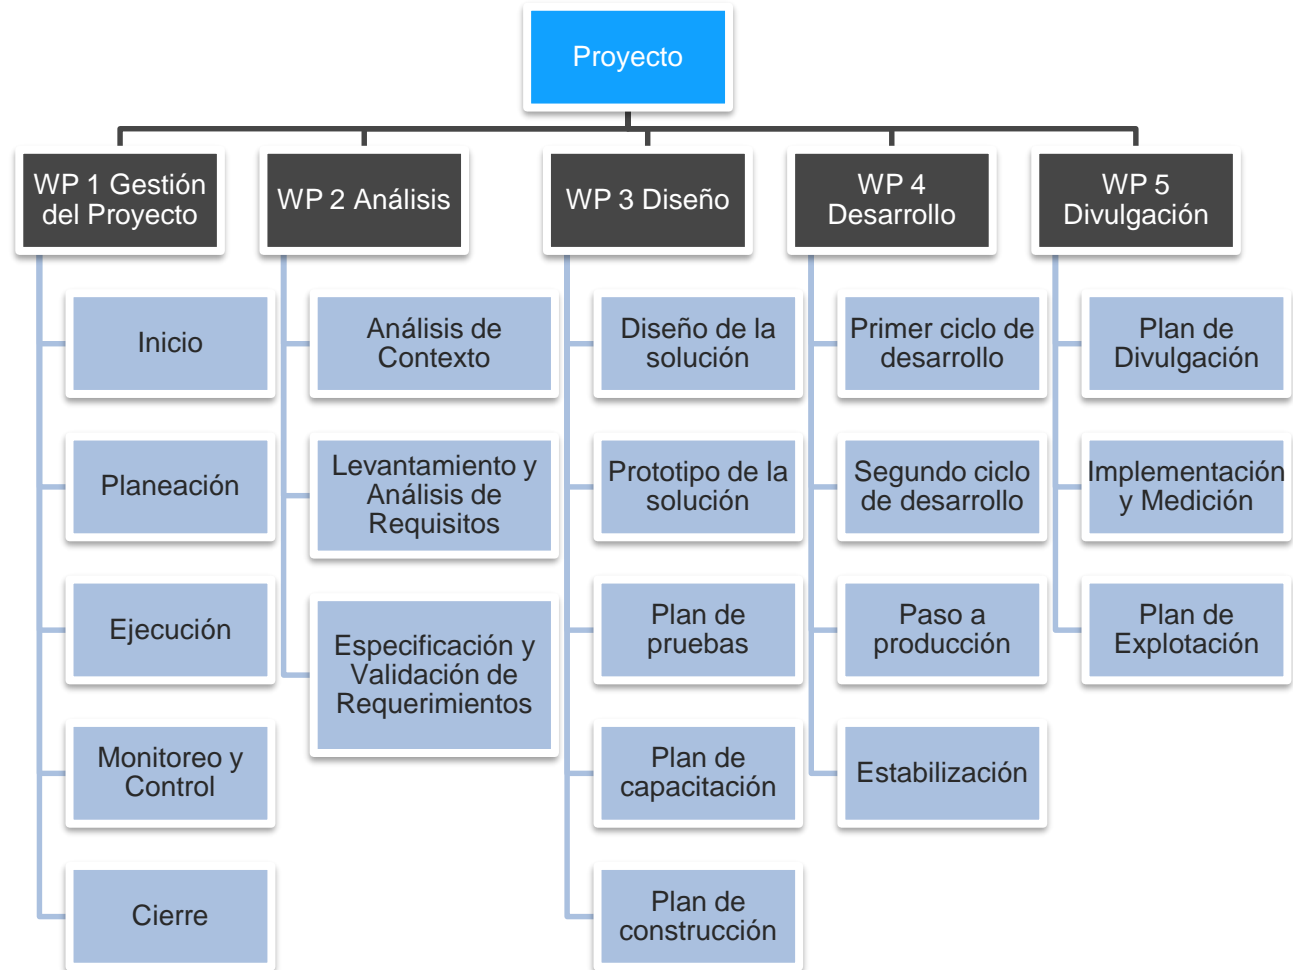 Proyecto
WP 1 Gestión
del Proyecto
Inicio
Planeación
Ejecución
Monitoreo y
Control
Cierre
WP 2 Análisis
Análisis de
Contexto
Levantamiento y
Análisis de
Requisitos
Especificación y
Validación de
Requerimientos
WP 3 Diseño
Diseño de la
solución
Prototipo de la
solución
Plan de
pruebas
Plan de
capacitación
Plan de
construcción
WP 4
Desarrollo
Primer ciclo de
desarrollo
Segundo ciclo
de desarrollo
Paso a
producción
Estabilización
WP 5
Divulgación
Plan de
Divulgación
Implementación
y Medición
Plan de
Explotación